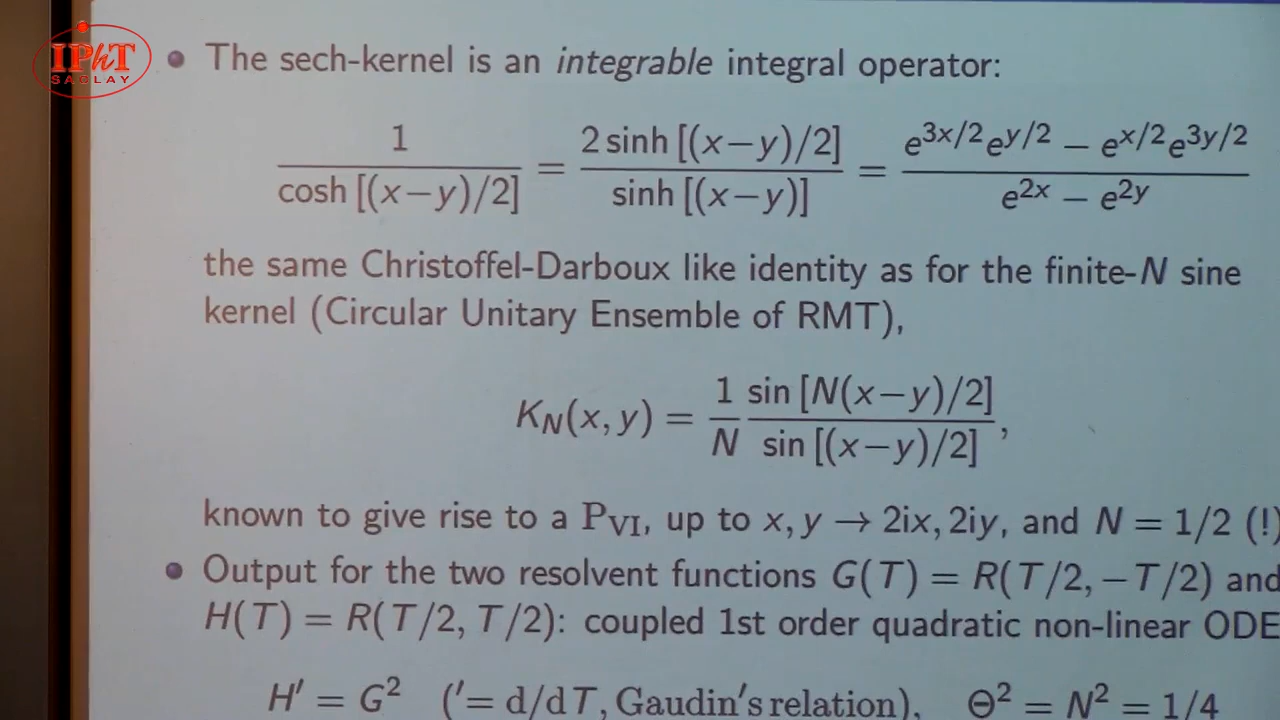 IPhT
SACLAY
• The sech-kernel is an integrable integral operator:
1/cosh [(x−y)/2] = 2 sinh [(x−y)/2]/sinh [(x−y)] = (e^{3x/2}e^{y/2} − e^{x/2}e^{3y/2})/(e^{2x} − e^{2y})
the same Christoffel-Darboux like identity as for the finite-N sine
kernel (Circular Unitary Ensemble of RMT),
K_N(x, y) = 1/N sin [N(x−y)/2]/sin [(x−y)/2],
known to give rise to a P_VI, up to x, y → 2ix, 2iy, and N = 1/2 (!)
• Output for the two resolvent functions G(T) = R(T/2, −T/2) and
H(T) = R(T/2, T/2): coupled 1st order quadratic non-linear ODE
H′ = G² (′= d/dT, Gaudin's relation), Θ² = N² = 1/4